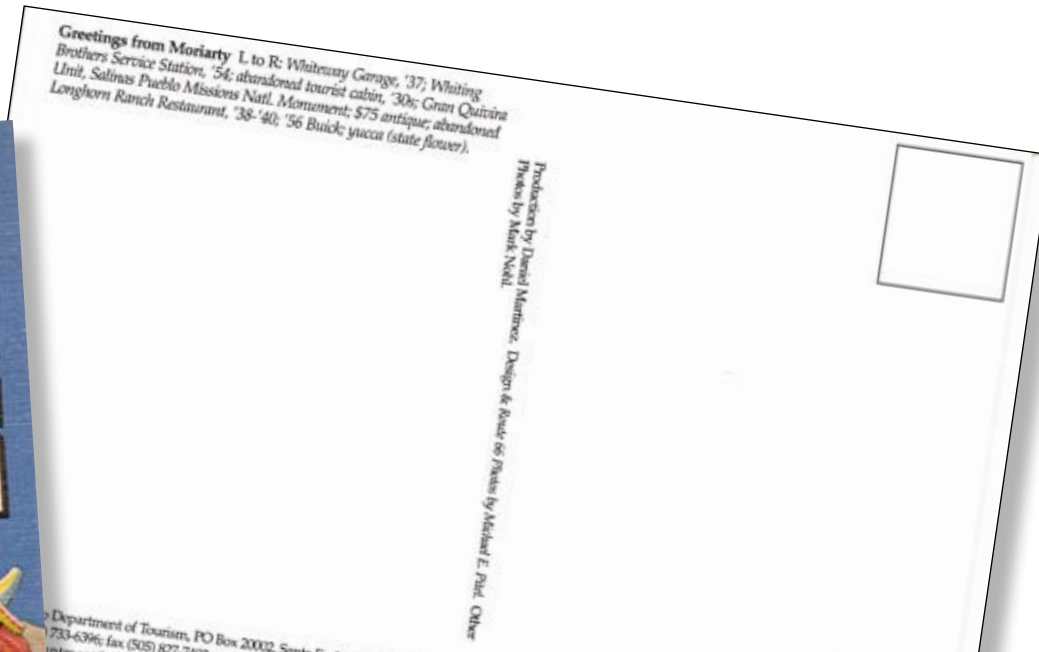 Greetings from Moriarty L to R: Whiteway Garage, '37; Whiting
Brothers Service Station, '54; abandoned tourist cabin, '30s; Gran Quivira
Unit, Salinas Pueblo Missions Natl. Monument; $75 antique; abandoned
Longhorn Ranch Restaurant, '38-'40; '56 Buick; yucca (state flower).
Production by Daniel Martinez. Design & Route 66 Photos by Michael E. Pitel. Other
Photos by Mark Nohl.
Department of Tourism, PO Box 20002, Santa
733-6396; fax (505) 827-